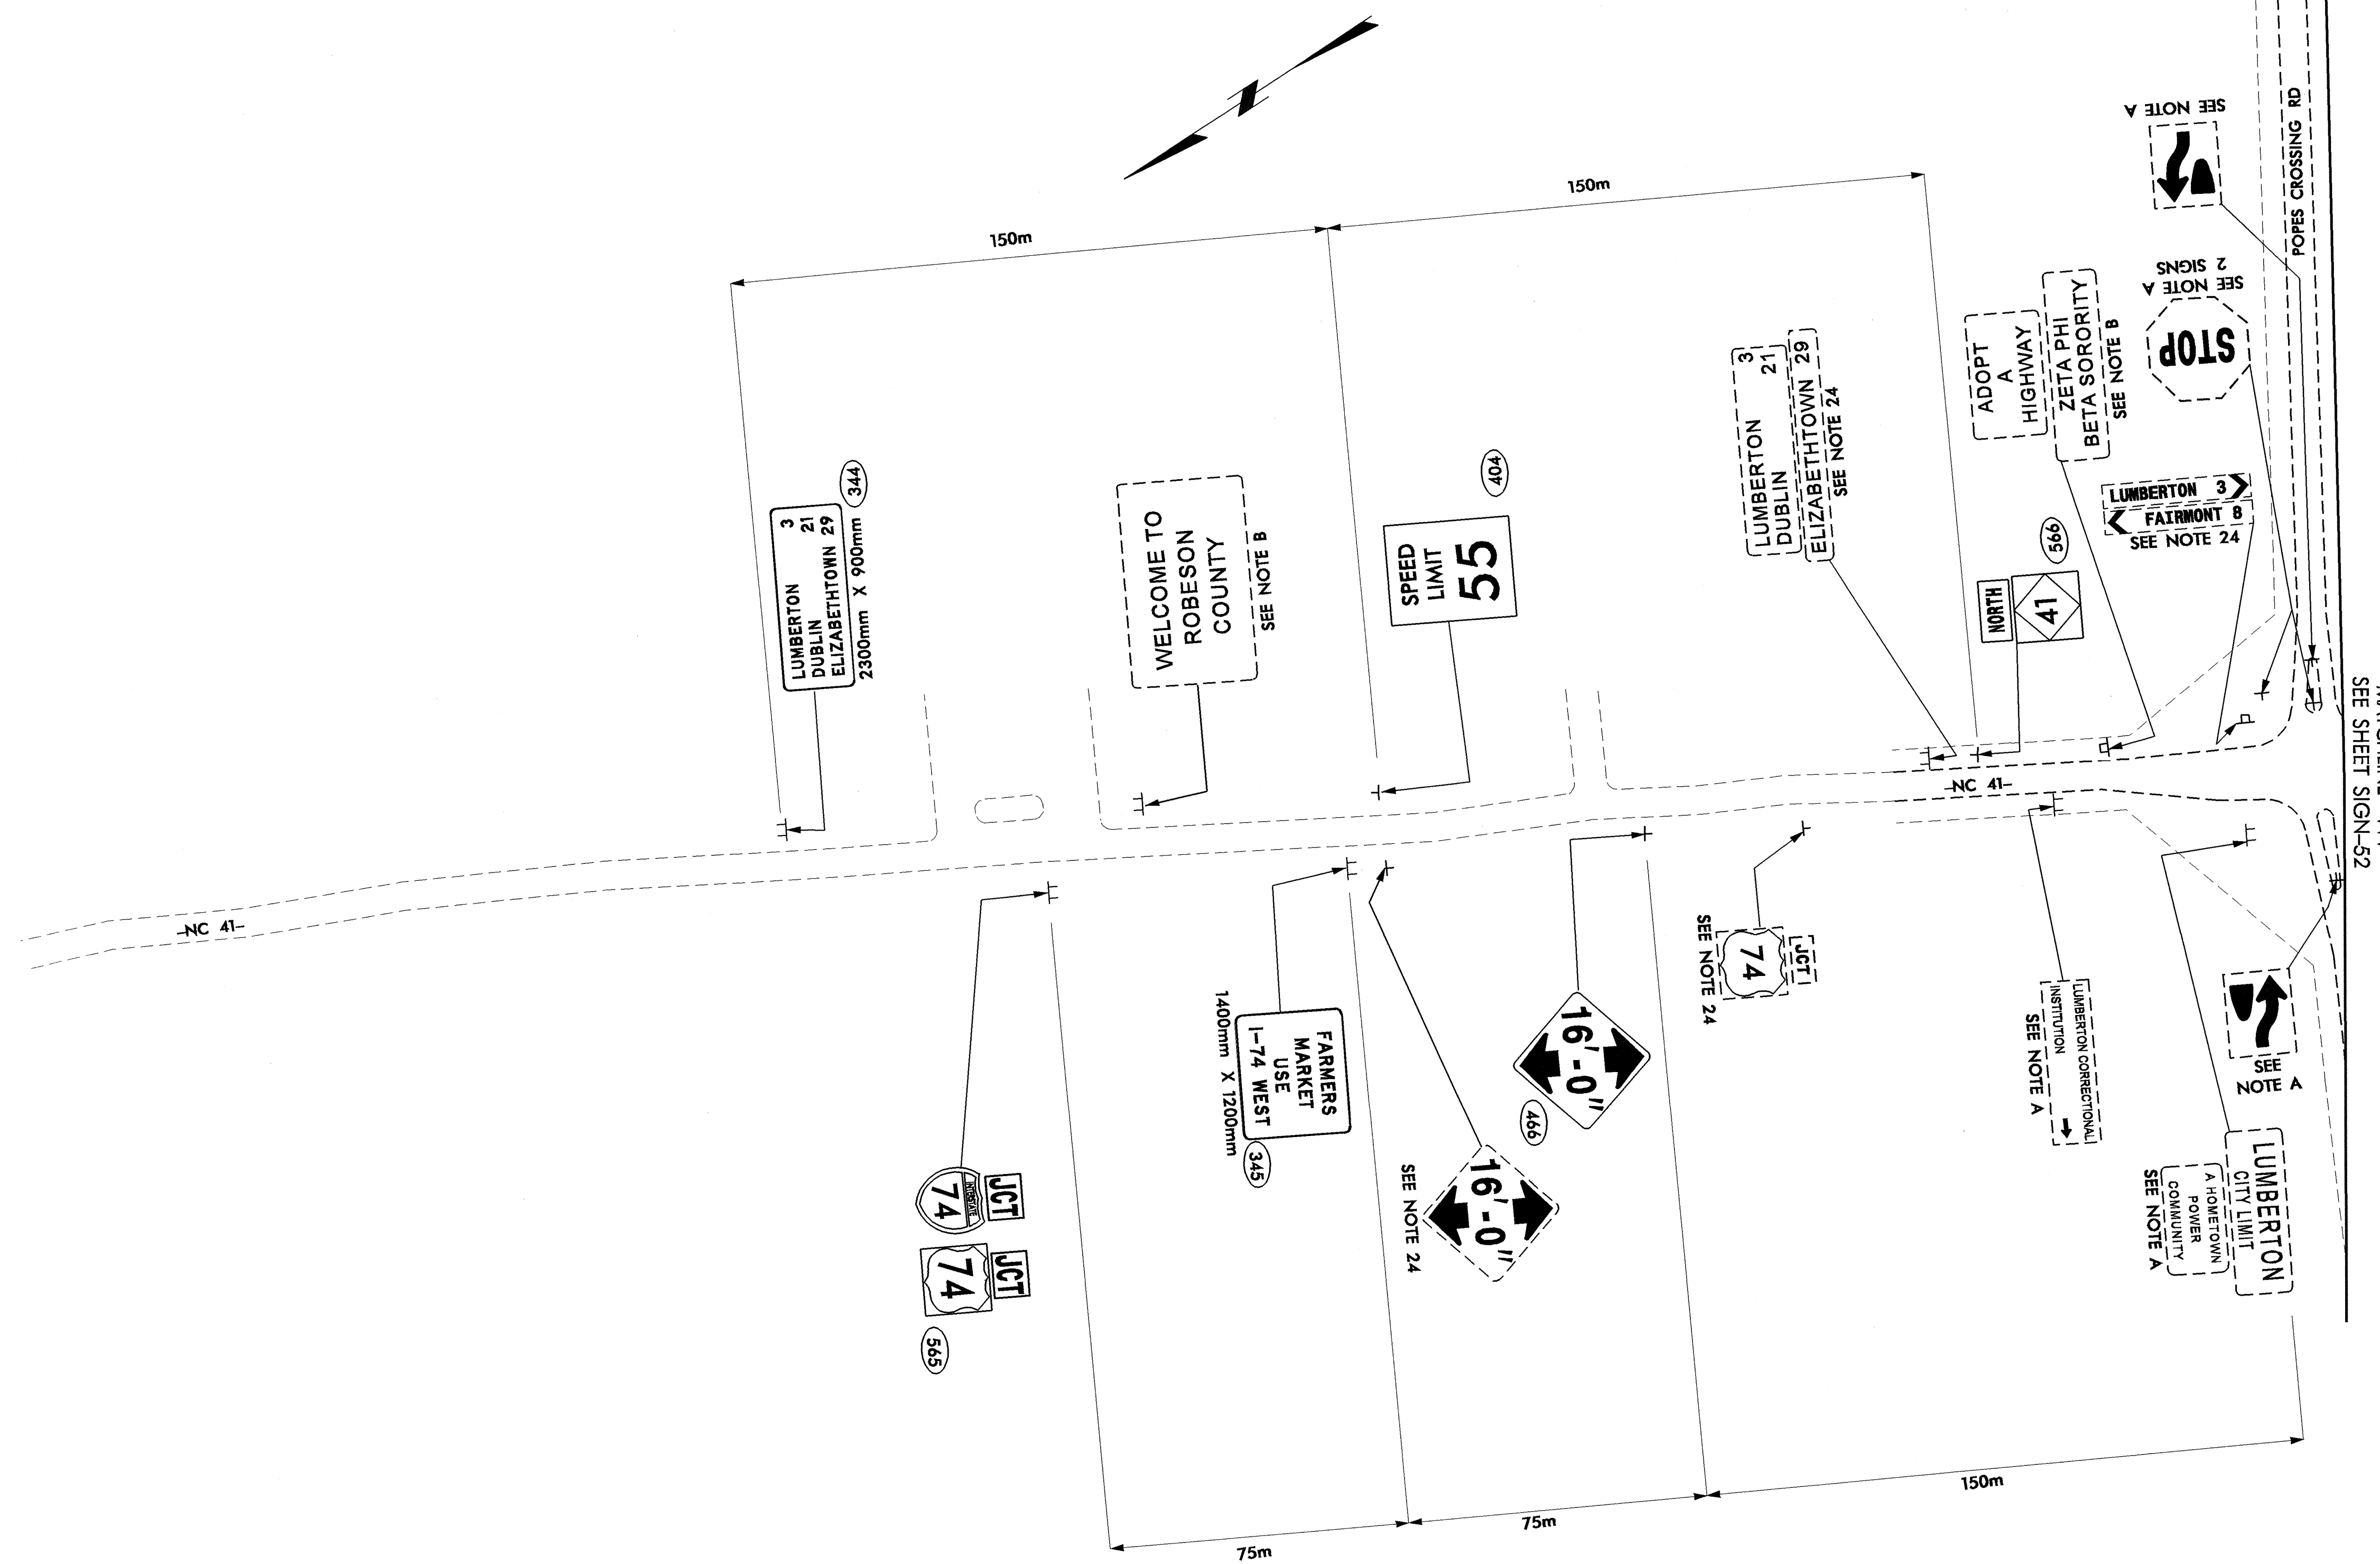 SEE NOTE A
POPES CROSSING RD
150m
150m
SEE NOTE A
2 SIGNS
STOP
ADOPT
A
HIGHWAY
ZETA PHI
BETA SORORITY
SEE NOTE B
LUMBERTON 3
DUBLIN 21
ELIZABETHTOWN 29
SEE NOTE 24
LUMBERTON 3
FAIRMONT 8
SEE NOTE 24
344
LUMBERTON 3
DUBLIN 21
ELIZABETHTOWN 29
2300mm X 900mm
WELCOME TO
ROBESON
COUNTY
SEE NOTE B
404
SPEED
LIMIT
55
566
NORTH
41
SEE SHEET SIGN-52
-NC 41-
-NC 41-
JCT
74
SEE NOTE 24
LUMBERTON CORRECTIONAL
INSTITUTION
SEE NOTE A
SEE
NOTE A
FARMERS
MARKET
USE
I-74 WEST
1400mm X 1200mm
345
16'-0"
466
16'-0"
SEE NOTE 24
LUMBERTON
CITY LIMIT
A HOMETOWN
POWER
COMMUNITY
SEE NOTE A
JCT
INTERSTATE
74
JCT
74
565
150m
75m
75m